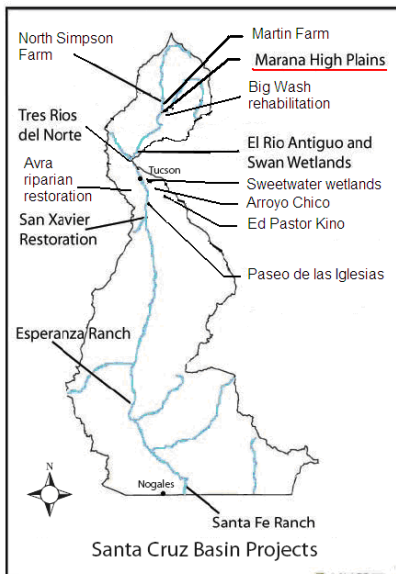 North Simpson
Farm
Martin Farm
Marana High Plains
Big Wash
rehabilitation
Tres Rios
del Norte
El Rio Antiguo and
Swan Wetlands
Avra
riparian
restoration
Tucson
Sweetwater wetlands
Arroyo Chico
San Xavier
Restoration
Ed Pastor Kino
Paseo de las Iglesias
Esperanza Ranch
N
Nogales
Santa Fe Ranch
Santa Cruz Basin Projects